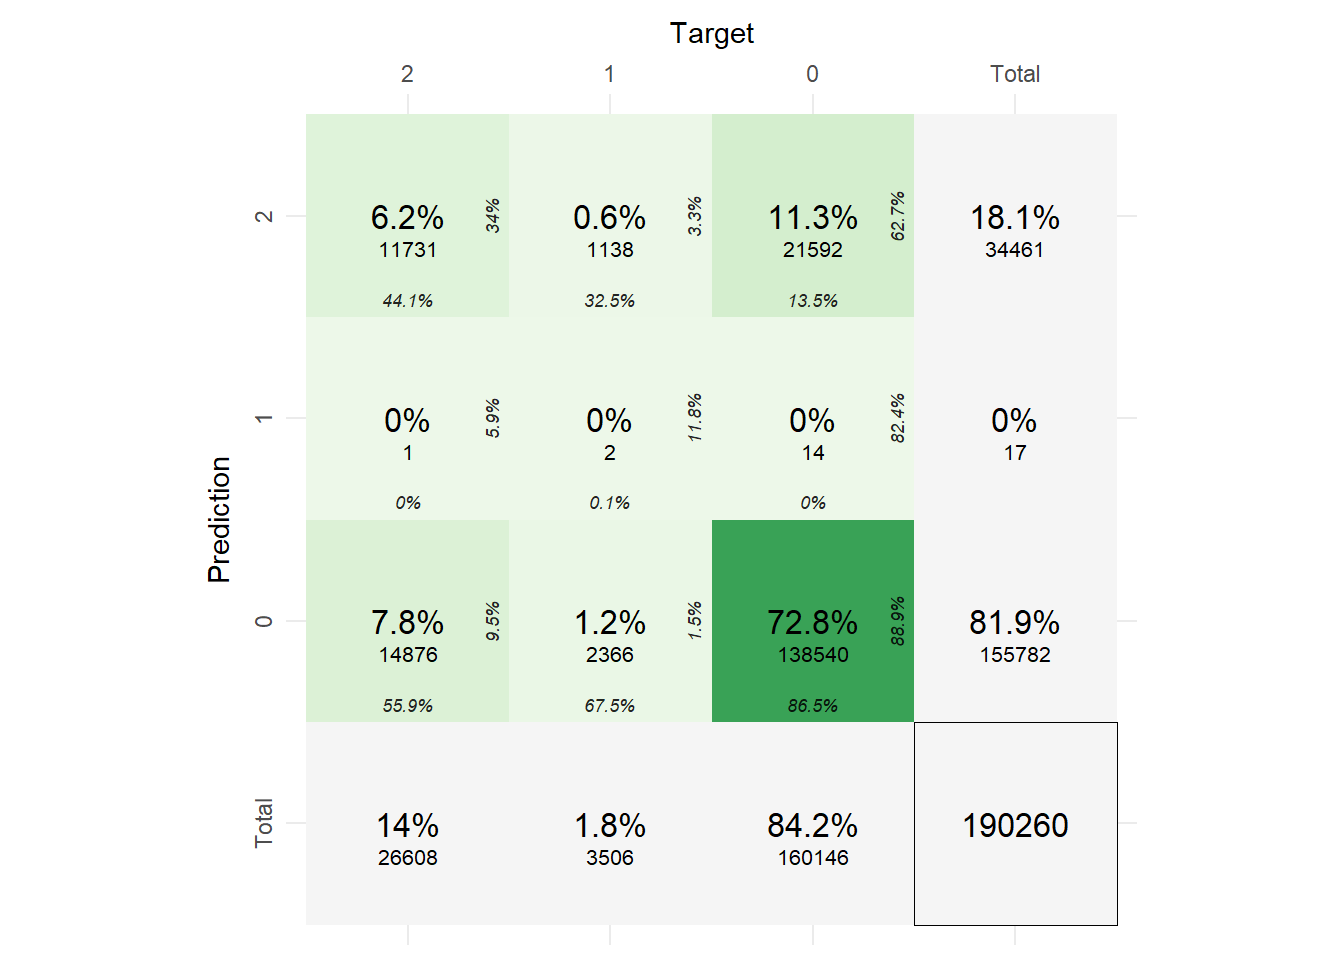 Target
2 1 0 Total
2
6.2% 0.6% 11.3% 18.1%
11731 1138 21592 34461
34% 3.3% 62.7%
44.1% 32.5% 13.5%
1
0% 0% 0% 0%
1 2 14 17
5.9% 11.8% 82.4%
0% 0.1% 0%
Prediction
0
7.8% 1.2% 72.8% 81.9%
14876 2366 138540 155782
9.5% 1.5% 88.9%
55.9% 67.5% 86.5%
Total
14% 1.8% 84.2% 190260
26608 3506 160146